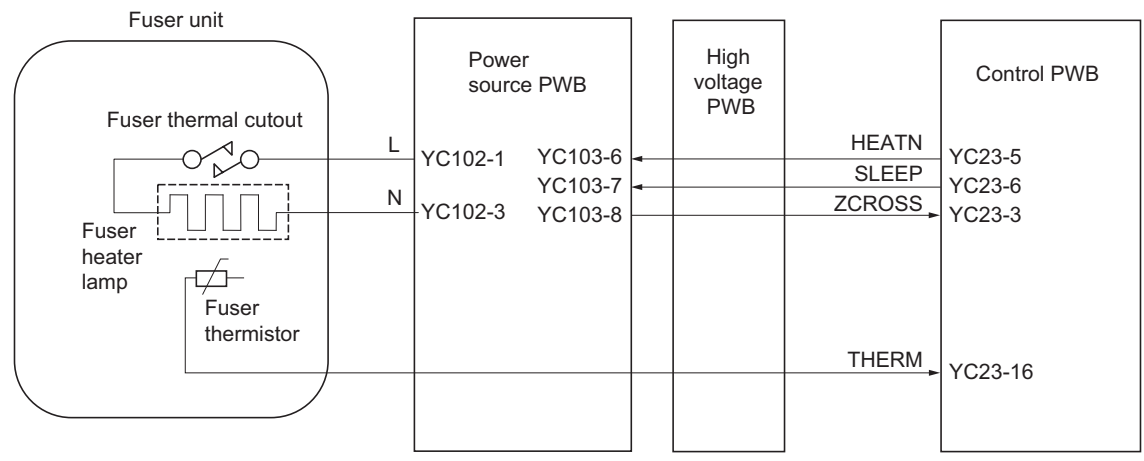 Fuser unit
Power
source PWB
High
voltage
PWB
Control PWB
Fuser thermal cutout
L
YC102-1
YC103-6
HEATN
YC23-5
YC103-7
SLEEP
YC23-6
N
YC102-3
YC103-8
ZCROSS
YC23-3
Fuser
heater
lamp
Fuser
thermistor
THERM
YC23-16